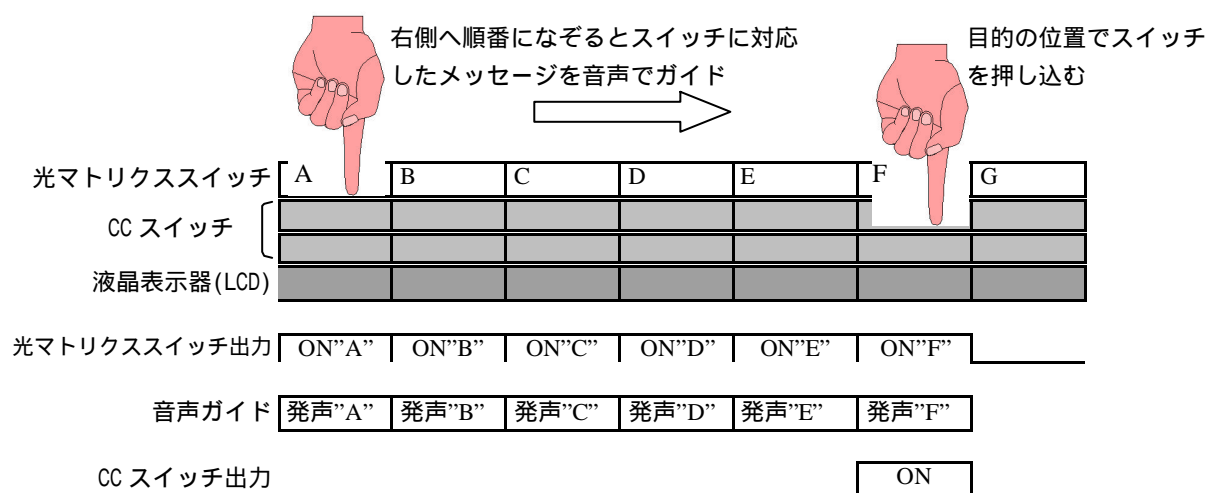 右側へ順番になぞるとスイッチに対応
したメッセージを音声でガイド
目的の位置でスイッチ
を押し込む
光マトリクススイッチ A B C D E F G
CC スイッチ
液晶表示器(LCD)
光マトリクススイッチ出力 ON”A” ON”B” ON”C” ON”D” ON”E” ON”F”
音声ガイド 発声”A” 発声”B” 発声”C” 発声”D” 発声”E” 発声”F”
CC スイッチ出力 ON